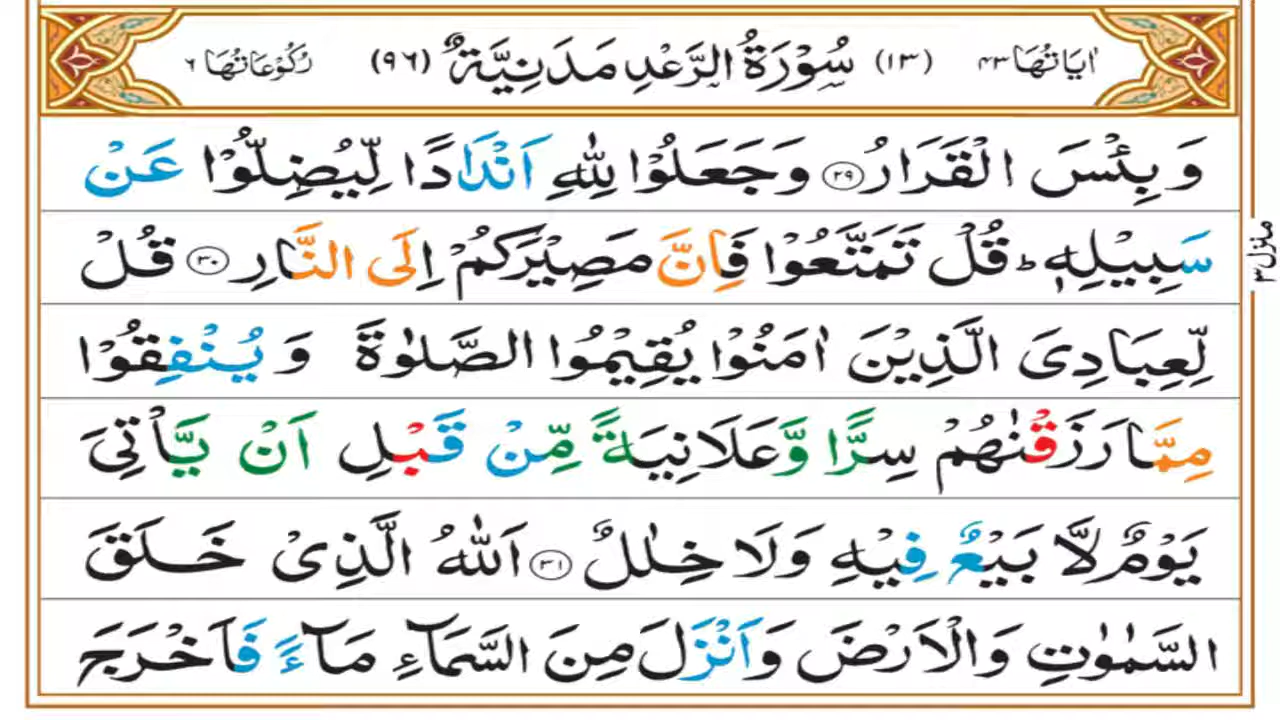 اٰيَاتُهَا ٤٣ (١٣) سُوْرَةُ الرَّعْدِ مَدَنِيَّةٌ (٩٦) رُكُوْعَاتُهَا ٦
وَبِئْسَ الْقَرَارُ ۝٢٩ وَجَعَلُوْا لِلّٰهِ اَنْدَادًا لِّيُضِلُّوْا عَنْ
سَبِيْلِهٖ ؕ قُلْ تَمَتَّعُوْا فَاِنَّ مَصِيْرَكُمْ اِلَى النَّارِ ۝٣٠ قُلْ
لِّعِبَادِىَ الَّذِيْنَ اٰمَنُوْا يُقِيْمُوا الصَّلٰوةَ وَيُنْفِقُوْا
مِمَّا رَزَقْنٰهُمْ سِرًّا وَّعَلَانِيَةً مِّنْ قَبْلِ اَنْ يَّاْتِىَ
يَوْمٌ لَّا بَيْعٌ فِيْهِ وَلَا خِلٰلٌ ۝٣١ اَللّٰهُ الَّذِىْ خَلَقَ
السَّمٰوٰتِ وَالْاَرْضَ وَاَنْزَلَ مِنَ السَّمَآءِ مَآءً فَاَخْرَجَ
منزل ٣